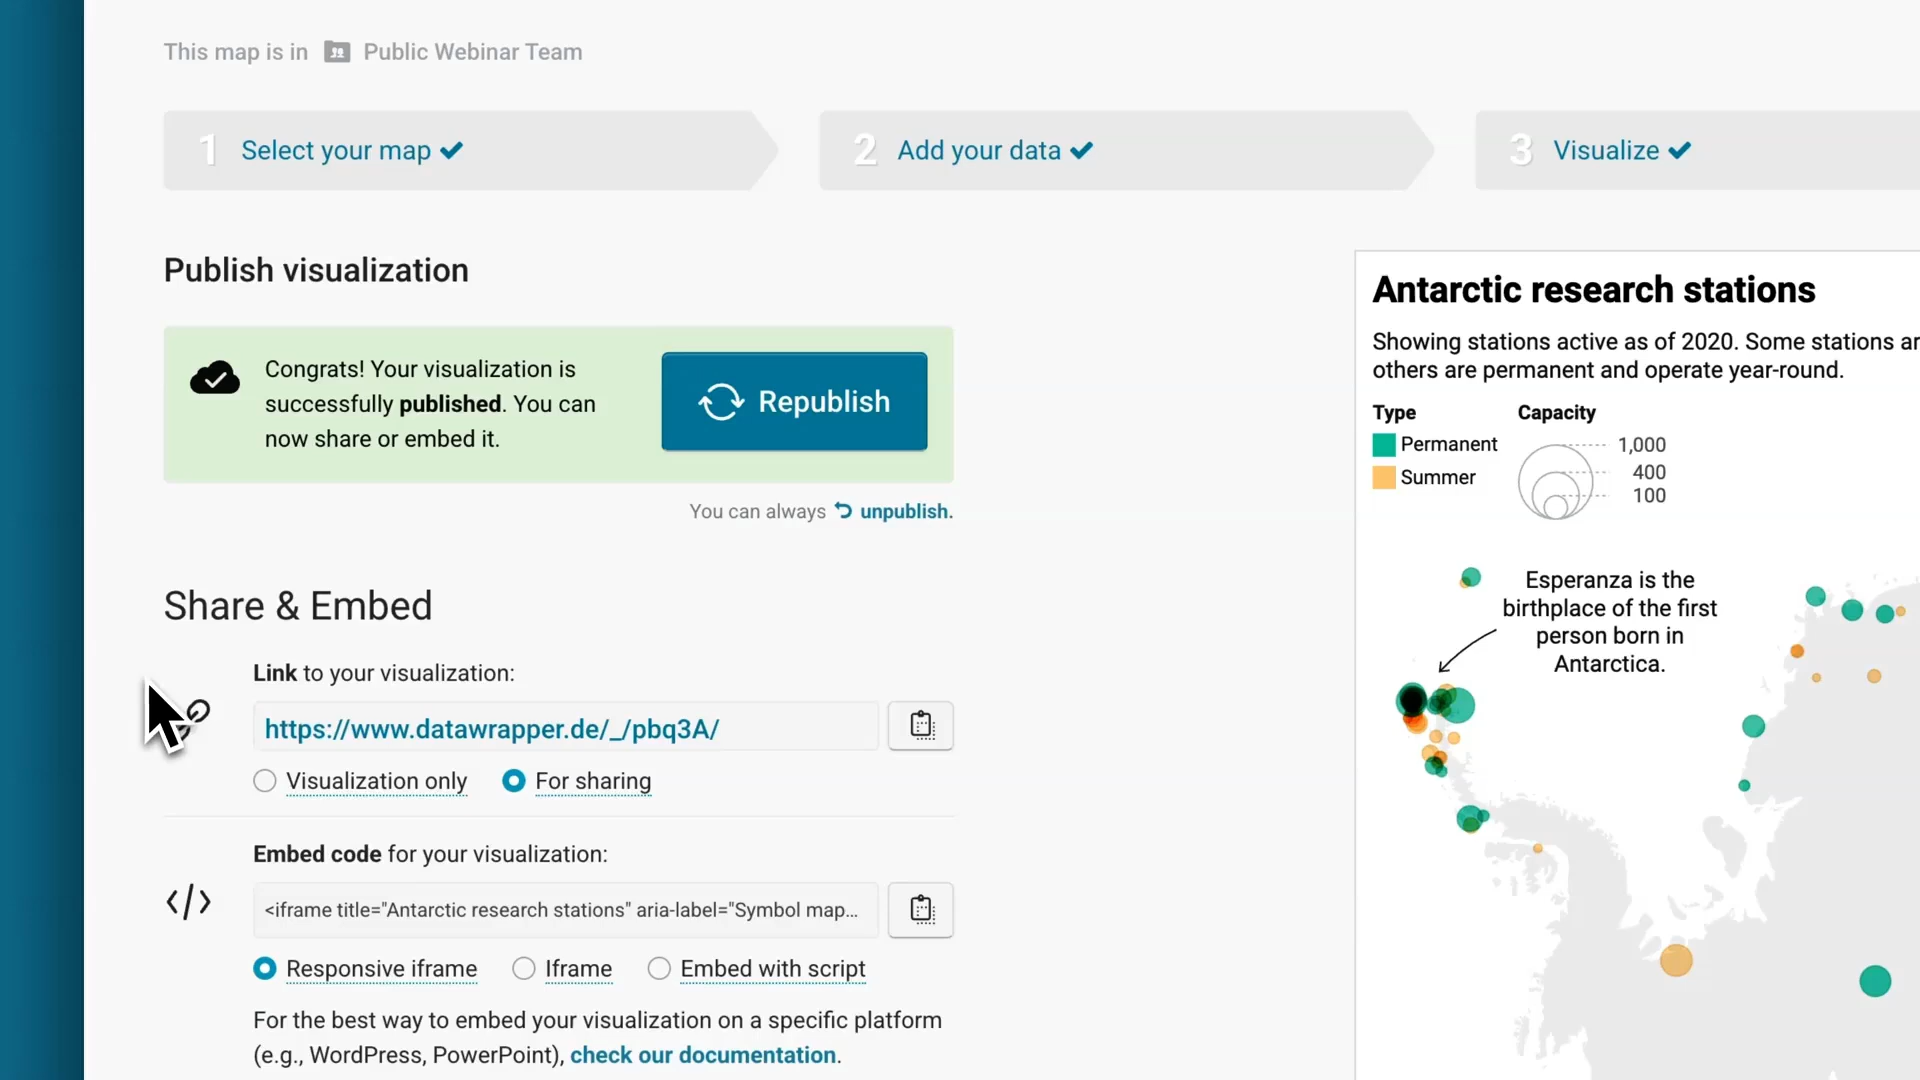 This map is in Public Webinar Team
1 Select your map
2 Add your data
3 Visualize
Publish visualization
Congrats! Your visualization is
successfully published. You can
now share or embed it.
Republish
You can always unpublish.
Share & Embed
Link to your visualization:
https://www.datawrapper.de/_/pbq3A/
Visualization only
For sharing
Embed code for your visualization:
<iframe title="Antarctic research stations" aria-label="Symbol map...
Responsive iframe
Iframe
Embed with script
For the best way to embed your visualization on a specific platform
(e.g., WordPress, PowerPoint), check our documentation.
Antarctic research stations
Showing stations active as of 2020. Some stations ar
others are permanent and operate year-round.
Type
Permanent
Summer
Capacity
1,000
400
100
Esperanza is the
birthplace of the first
person born in
Antarctica.